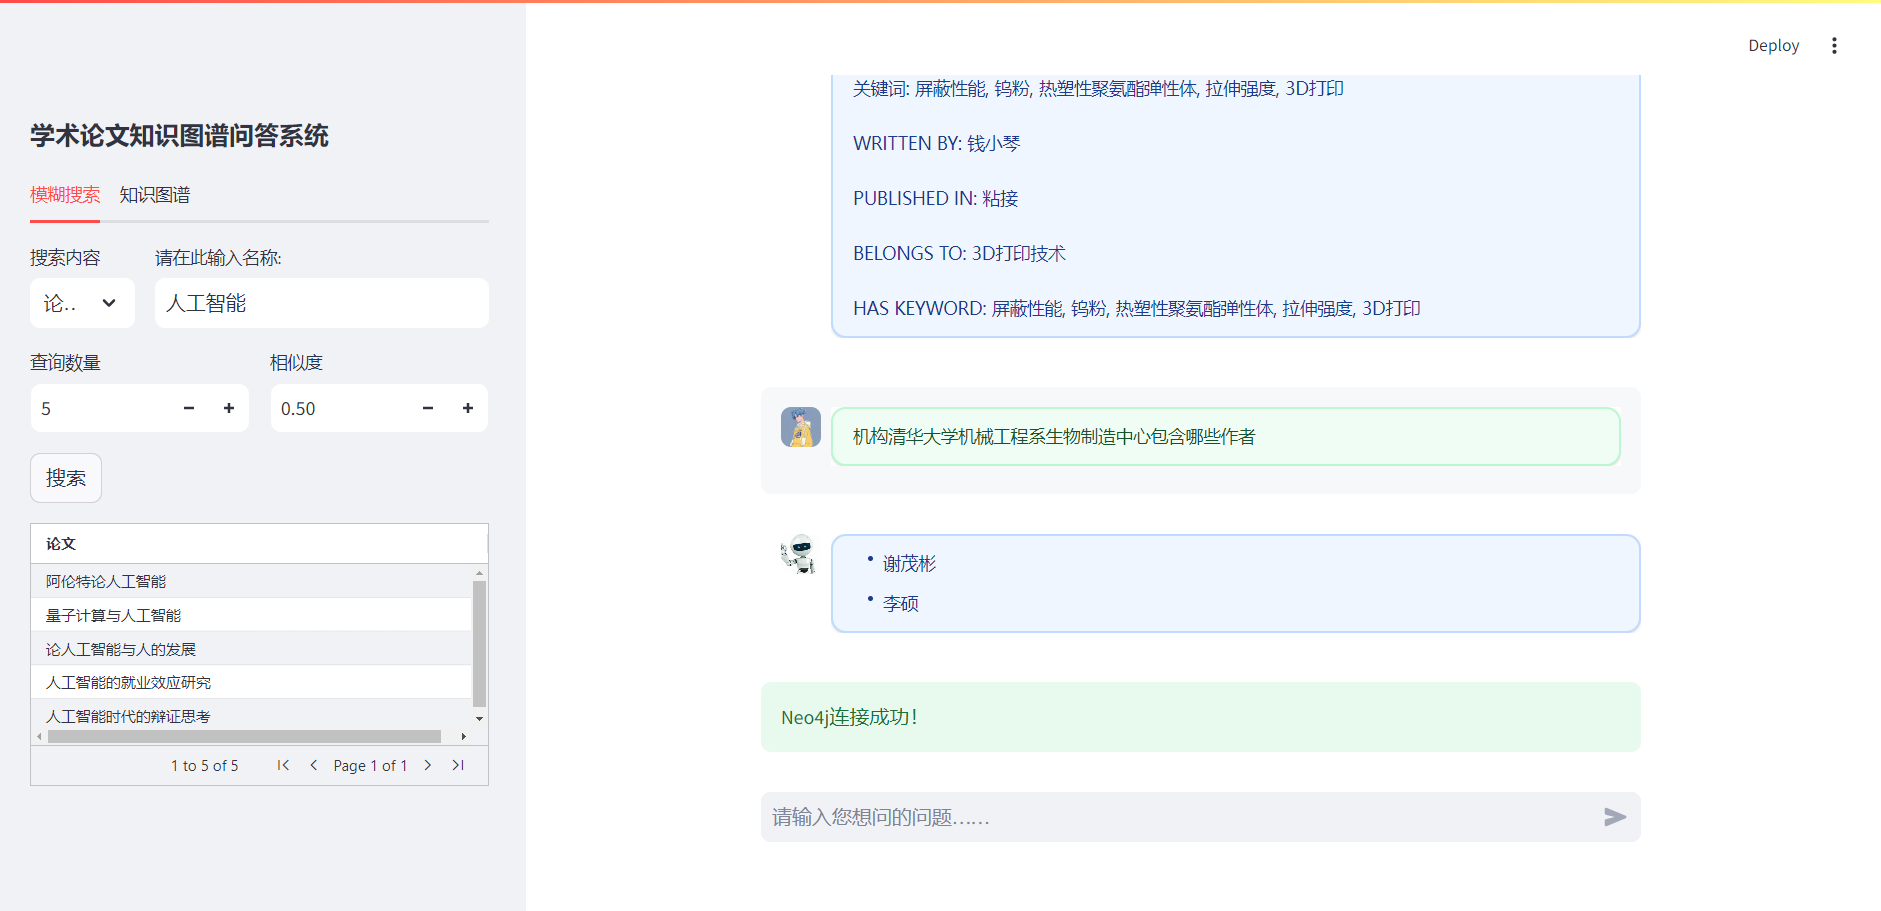 Deploy
学术论文知识图谱问答系统
模糊搜索 知识图谱
搜索内容 请在此输入名称:
论.. 人工智能
查询数量 相似度
5 0.50
搜索
论文
阿伦特论人工智能
量子计算与人工智能
论人工智能与人的发展
人工智能的就业效应研究
人工智能时代的辩证思考
1 to 5 of 5 Page 1 of 1
关键词: 屏蔽性能, 钨粉, 热塑性聚氨酯弹性体, 拉伸强度, 3D打印
WRITTEN BY: 钱小琴
PUBLISHED IN: 粘接
BELONGS TO: 3D打印技术
HAS KEYWORD: 屏蔽性能, 钨粉, 热塑性聚氨酯弹性体, 拉伸强度, 3D打印
机构清华大学机械工程系生物制造中心包含哪些作者
• 谢茂彬
• 李硕
Neo4j连接成功！
请输入您想问的问题……